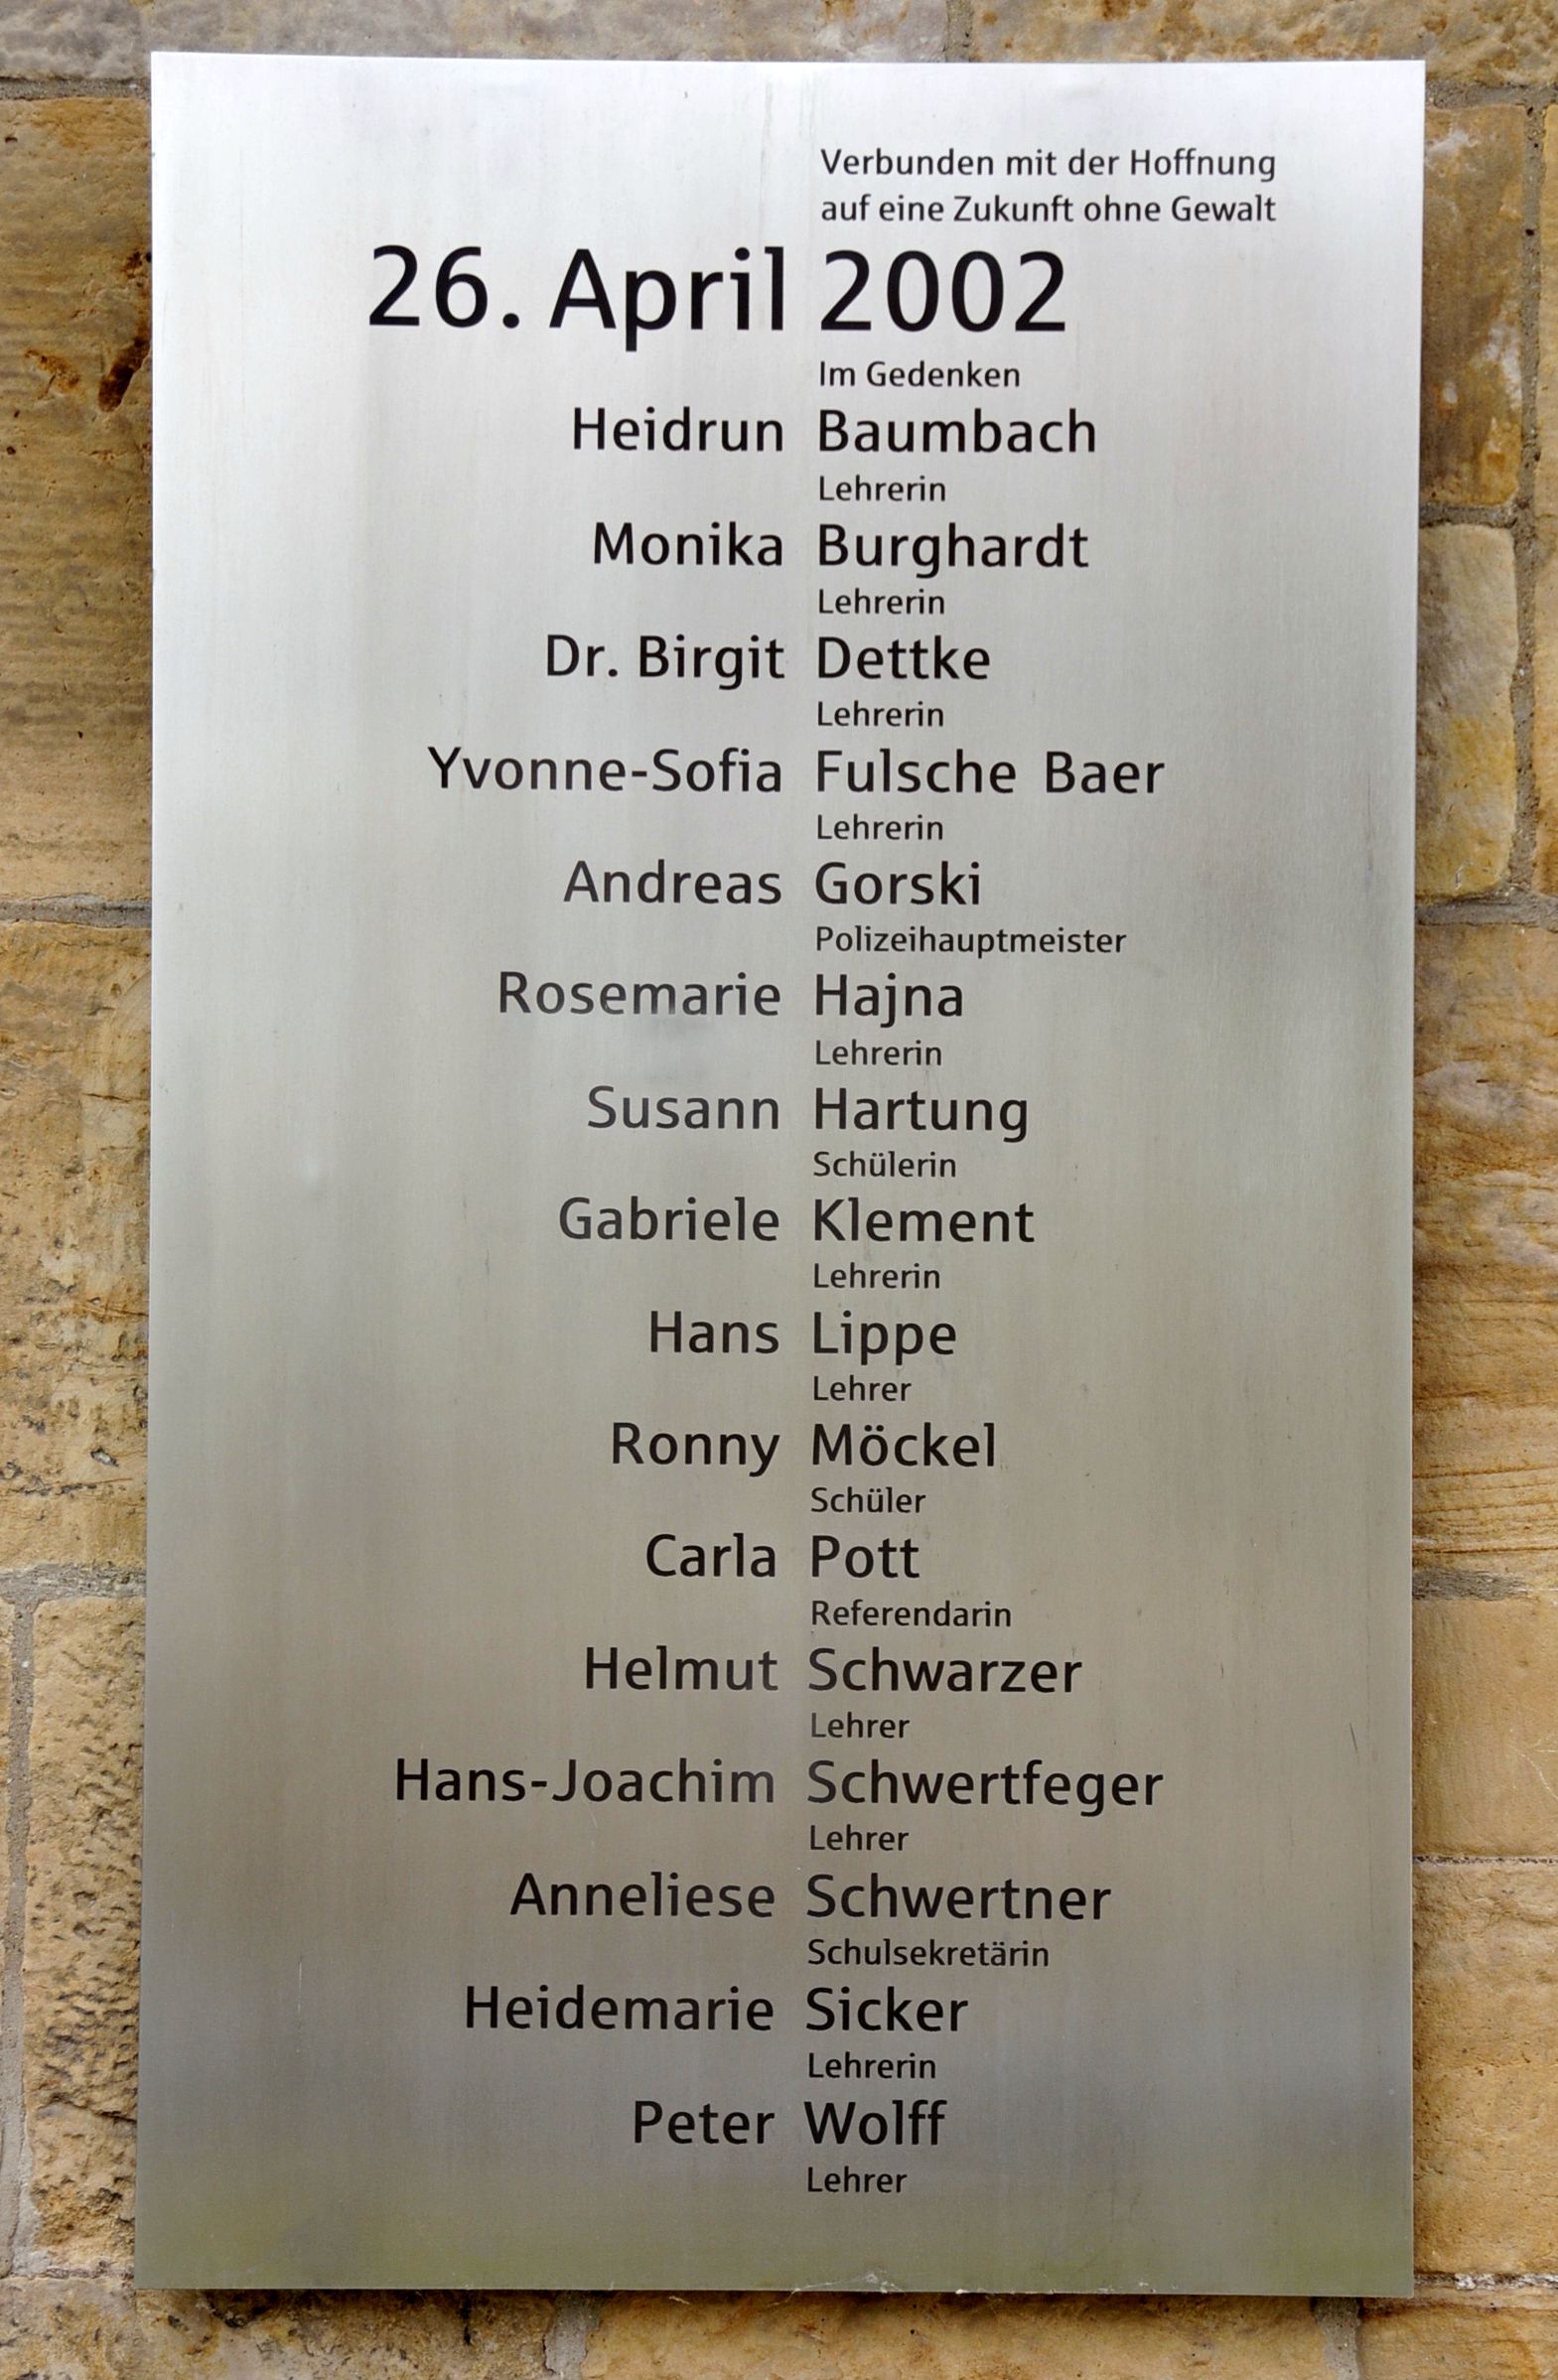 Verbunden mit der Hoffnung
auf eine Zukunft ohne Gewalt
26. April 2002
Im Gedenken
Heidrun Baumbach
Lehrerin
Monika Burghardt
Lehrerin
Dr. Birgit Dettke
Lehrerin
Yvonne-Sofia Fulsche Baer
Lehrerin
Andreas Gorski
Polizeihauptmeister
Rosemarie Hajna
Lehrerin
Susann Hartung
Schülerin
Gabriele Klement
Lehrerin
Hans Lippe
Lehrer
Ronny Möckel
Schüler
Carla Pott
Referendarin
Helmut Schwarzer
Lehrer
Hans-Joachim Schwertfeger
Lehrer
Anneliese Schwertner
Schulsekretärin
Heidemarie Sicker
Lehrerin
Peter Wolff
Lehrer